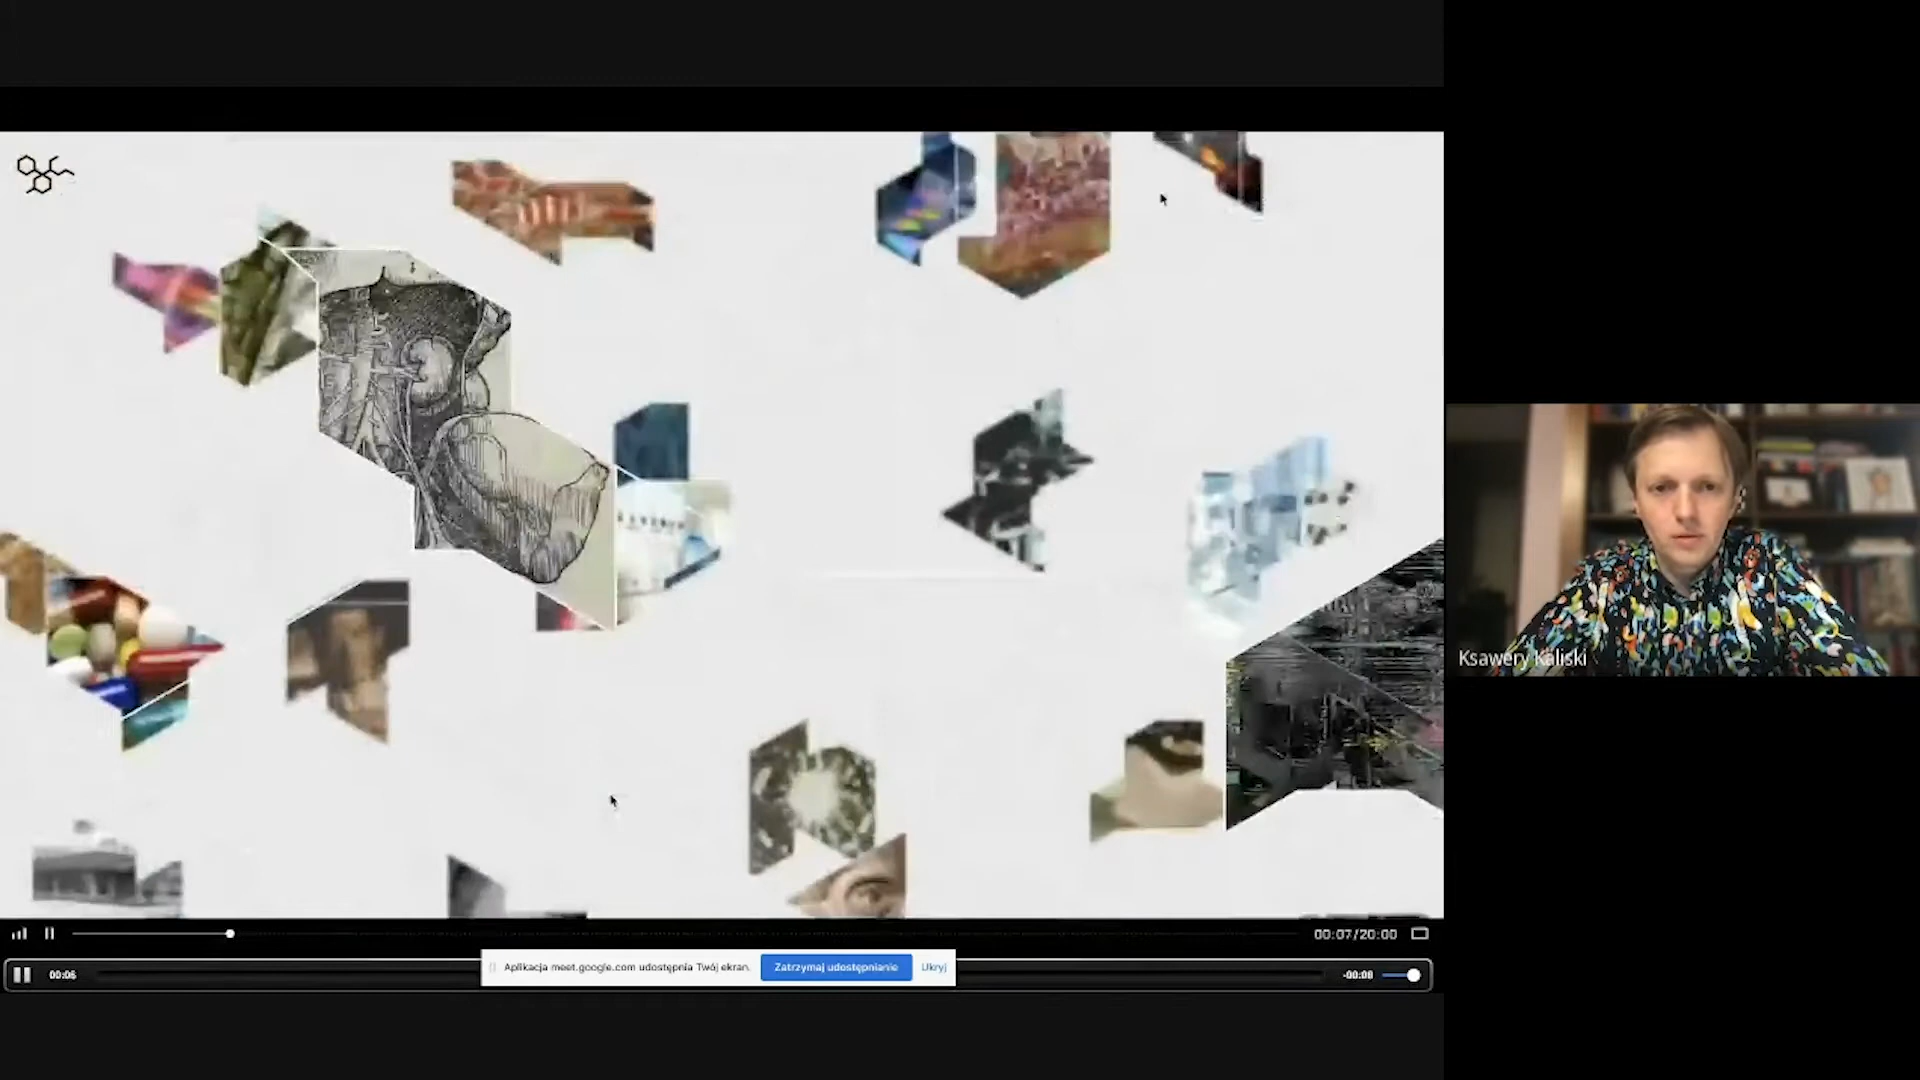 Ksawery Kaliski
00:07/20:00
00:06
Aplikacja meet.google.com udostępnia Twój ekran.
Zatrzymaj udostępnianie
Ukryj
-00:08